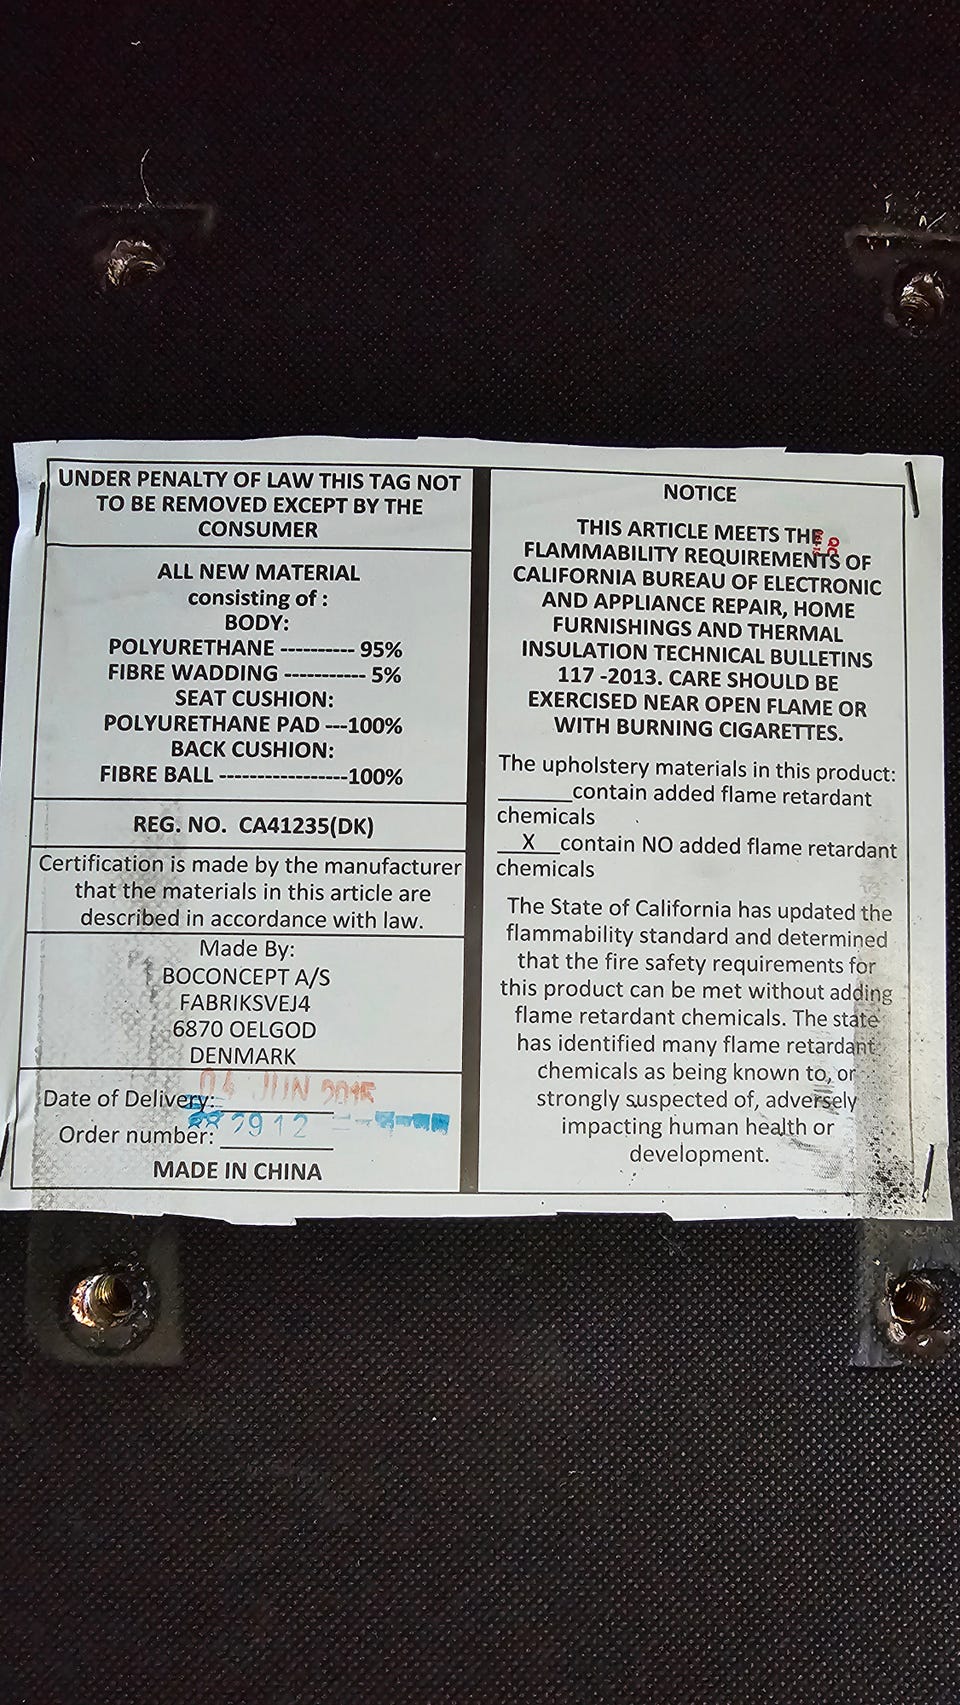 UNDER PENALTY OF LAW THIS TAG NOT
TO BE REMOVED EXCEPT BY THE
CONSUMER
ALL NEW MATERIAL
consisting of :
BODY:
POLYURETHANE ---------- 95%
FIBRE WADDING ----------- 5%
SEAT CUSHION:
POLYURETHANE PAD ---100%
BACK CUSHION:
FIBRE BALL -----------------100%
REG. NO. CA41235(DK)
Certification is made by the manufacturer
that the materials in this article are
described in accordance with law.
Made By:
BOCONCEPT A/S
FABRIKSVEJ4
6870 OELGOD
DENMARK
Date of Delivery: 04 JUN 2015
Order number:
MADE IN CHINA
NOTICE
THIS ARTICLE MEETS THE
FLAMMABILITY REQUIREMENTS OF
CALIFORNIA BUREAU OF ELECTRONIC
AND APPLIANCE REPAIR, HOME
FURNISHINGS AND THERMAL
INSULATION TECHNICAL BULLETINS
117 -2013. CARE SHOULD BE
EXERCISED NEAR OPEN FLAME OR
WITH BURNING CIGARETTES.
QC
The upholstery materials in this product:
______contain added flame retardant
chemicals
__X__contain NO added flame retardant
chemicals
The State of California has updated the
flammability standard and determined
that the fire safety requirements for
this product can be met without adding
flame retardant chemicals. The state
has identified many flame retardant
chemicals as being known to, or
strongly suspected of, adversely
impacting human health or
development.